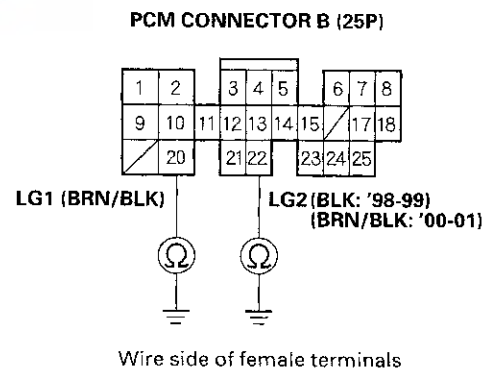 PCM CONNECTOR B (25P)
1 2 3 4 5 6 7 8
9 10 11 12 13 14 15 17 18
20 21 22 23 24 25
LG1 (BRN/BLK)
LG2 (BLK: '98-99)
(BRN/BLK: '00-01)
Ω Ω
Wire side of female terminals